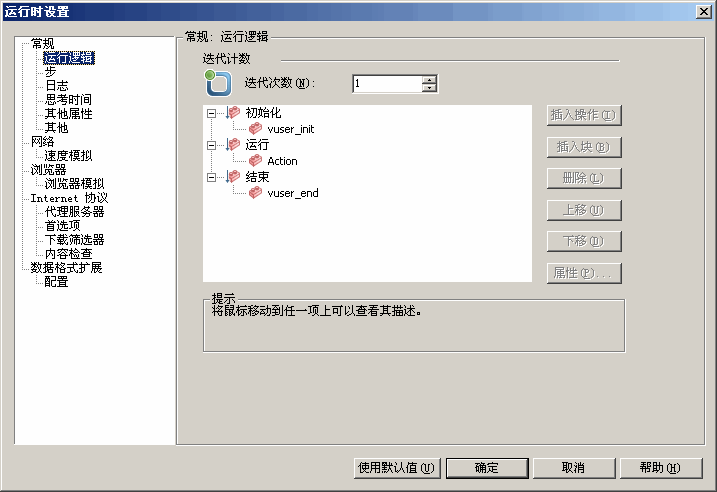 运行时设置
常规
运行逻辑
步
日志
思考时间
其他属性
其他
网络
速度模拟
浏览器
浏览器模拟
Internet 协议
代理服务器
首选项
下载筛选器
内容检查
数据格式扩展
配置
常规: 运行逻辑
迭代计数
迭代次数(N): 1
初始化
vuser_init
运行
Action
结束
vuser_end
插入操作(I)
插入块(B)
删除(L)
上移(U)
下移(D)
属性(P)...
提示
将鼠标移动到任一项上可以查看其描述。
使用默认值(U) 确定 取消 帮助(H)